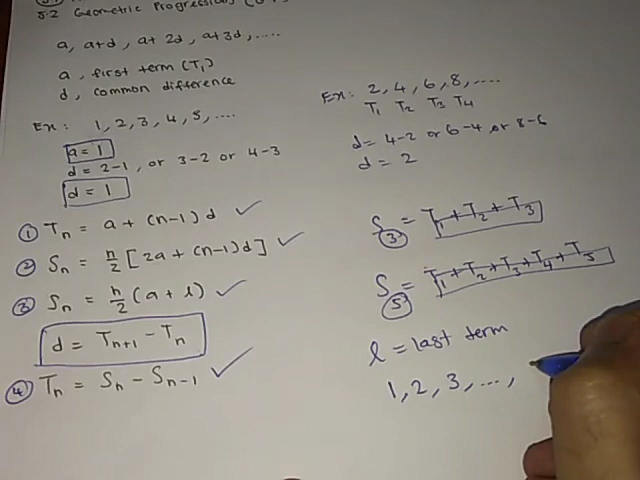 5.2 Geometric Progressions
a, a+d, a+2d, a+3d, ....
a, first term (T₁)
d, common difference
Ex: 1, 2, 3, 4, 5, ....
a = 1
d = 2-1, or 3-2 or 4-3
d = 1
① Tn = a + (n-1) d ✓
② Sn = n/2 [2a + (n-1)d] ✓
③ Sn = n/2 (a + l) ✓
d = Tn+1 - Tn
④ Tn = Sn - Sn-1 ✓
Ex: 2, 4, 6, 8, ....
T₁ T₂ T₃ T₄
d = 4-2 or 6-4 or 8-6
d = 2
S₃ = T₁+T₂+T₃
S₅ = T₁+T₂+T₃+T₄+T₅
l = last term
1, 2, 3, ...,